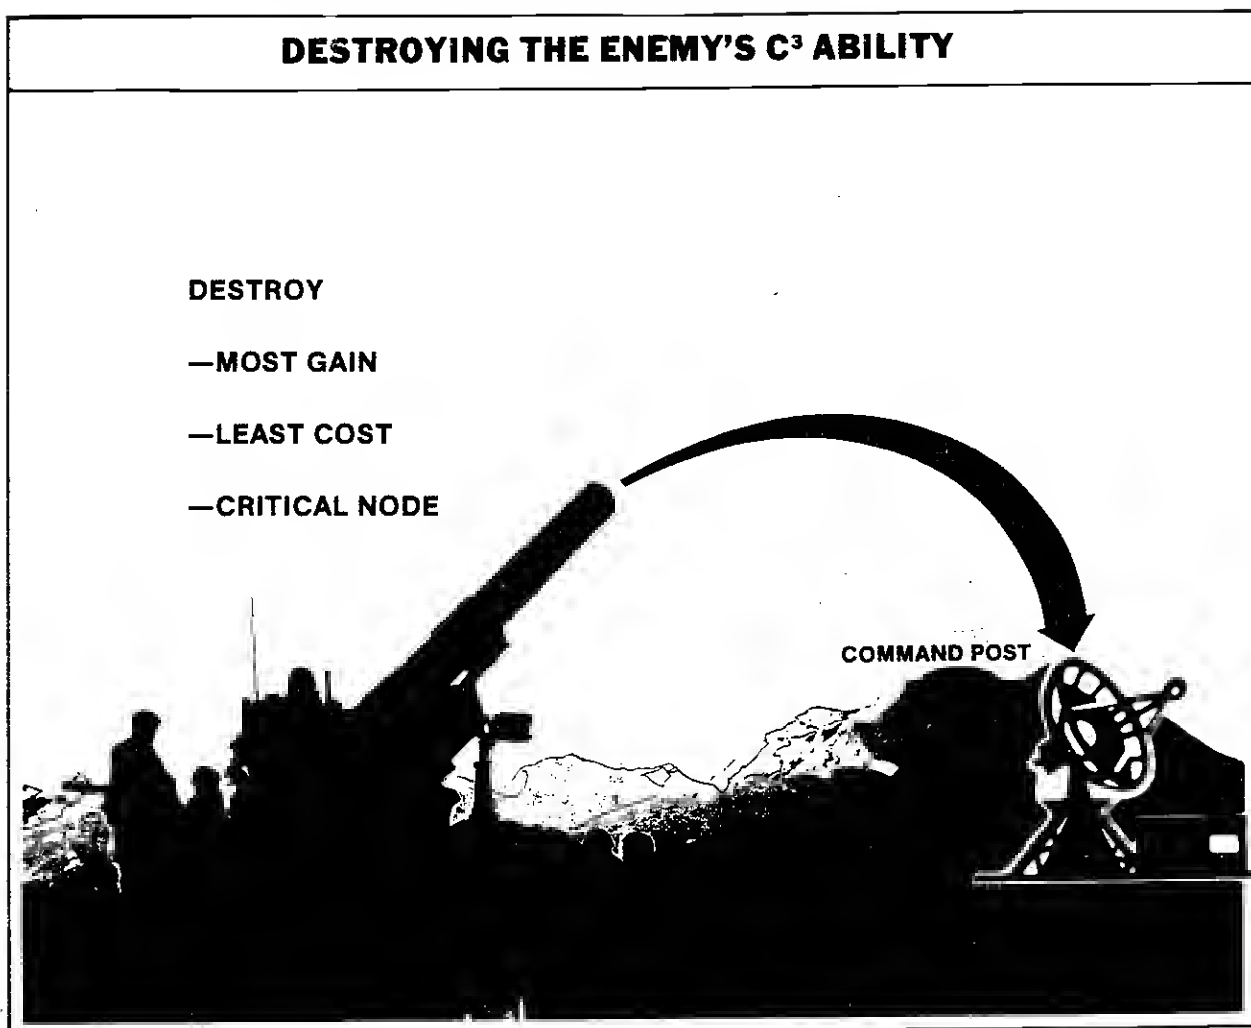 DESTROYING THE ENEMY'S C³ ABILITY
DESTROY
—MOST GAIN
—LEAST COST
—CRITICAL NODE
COMMAND POST